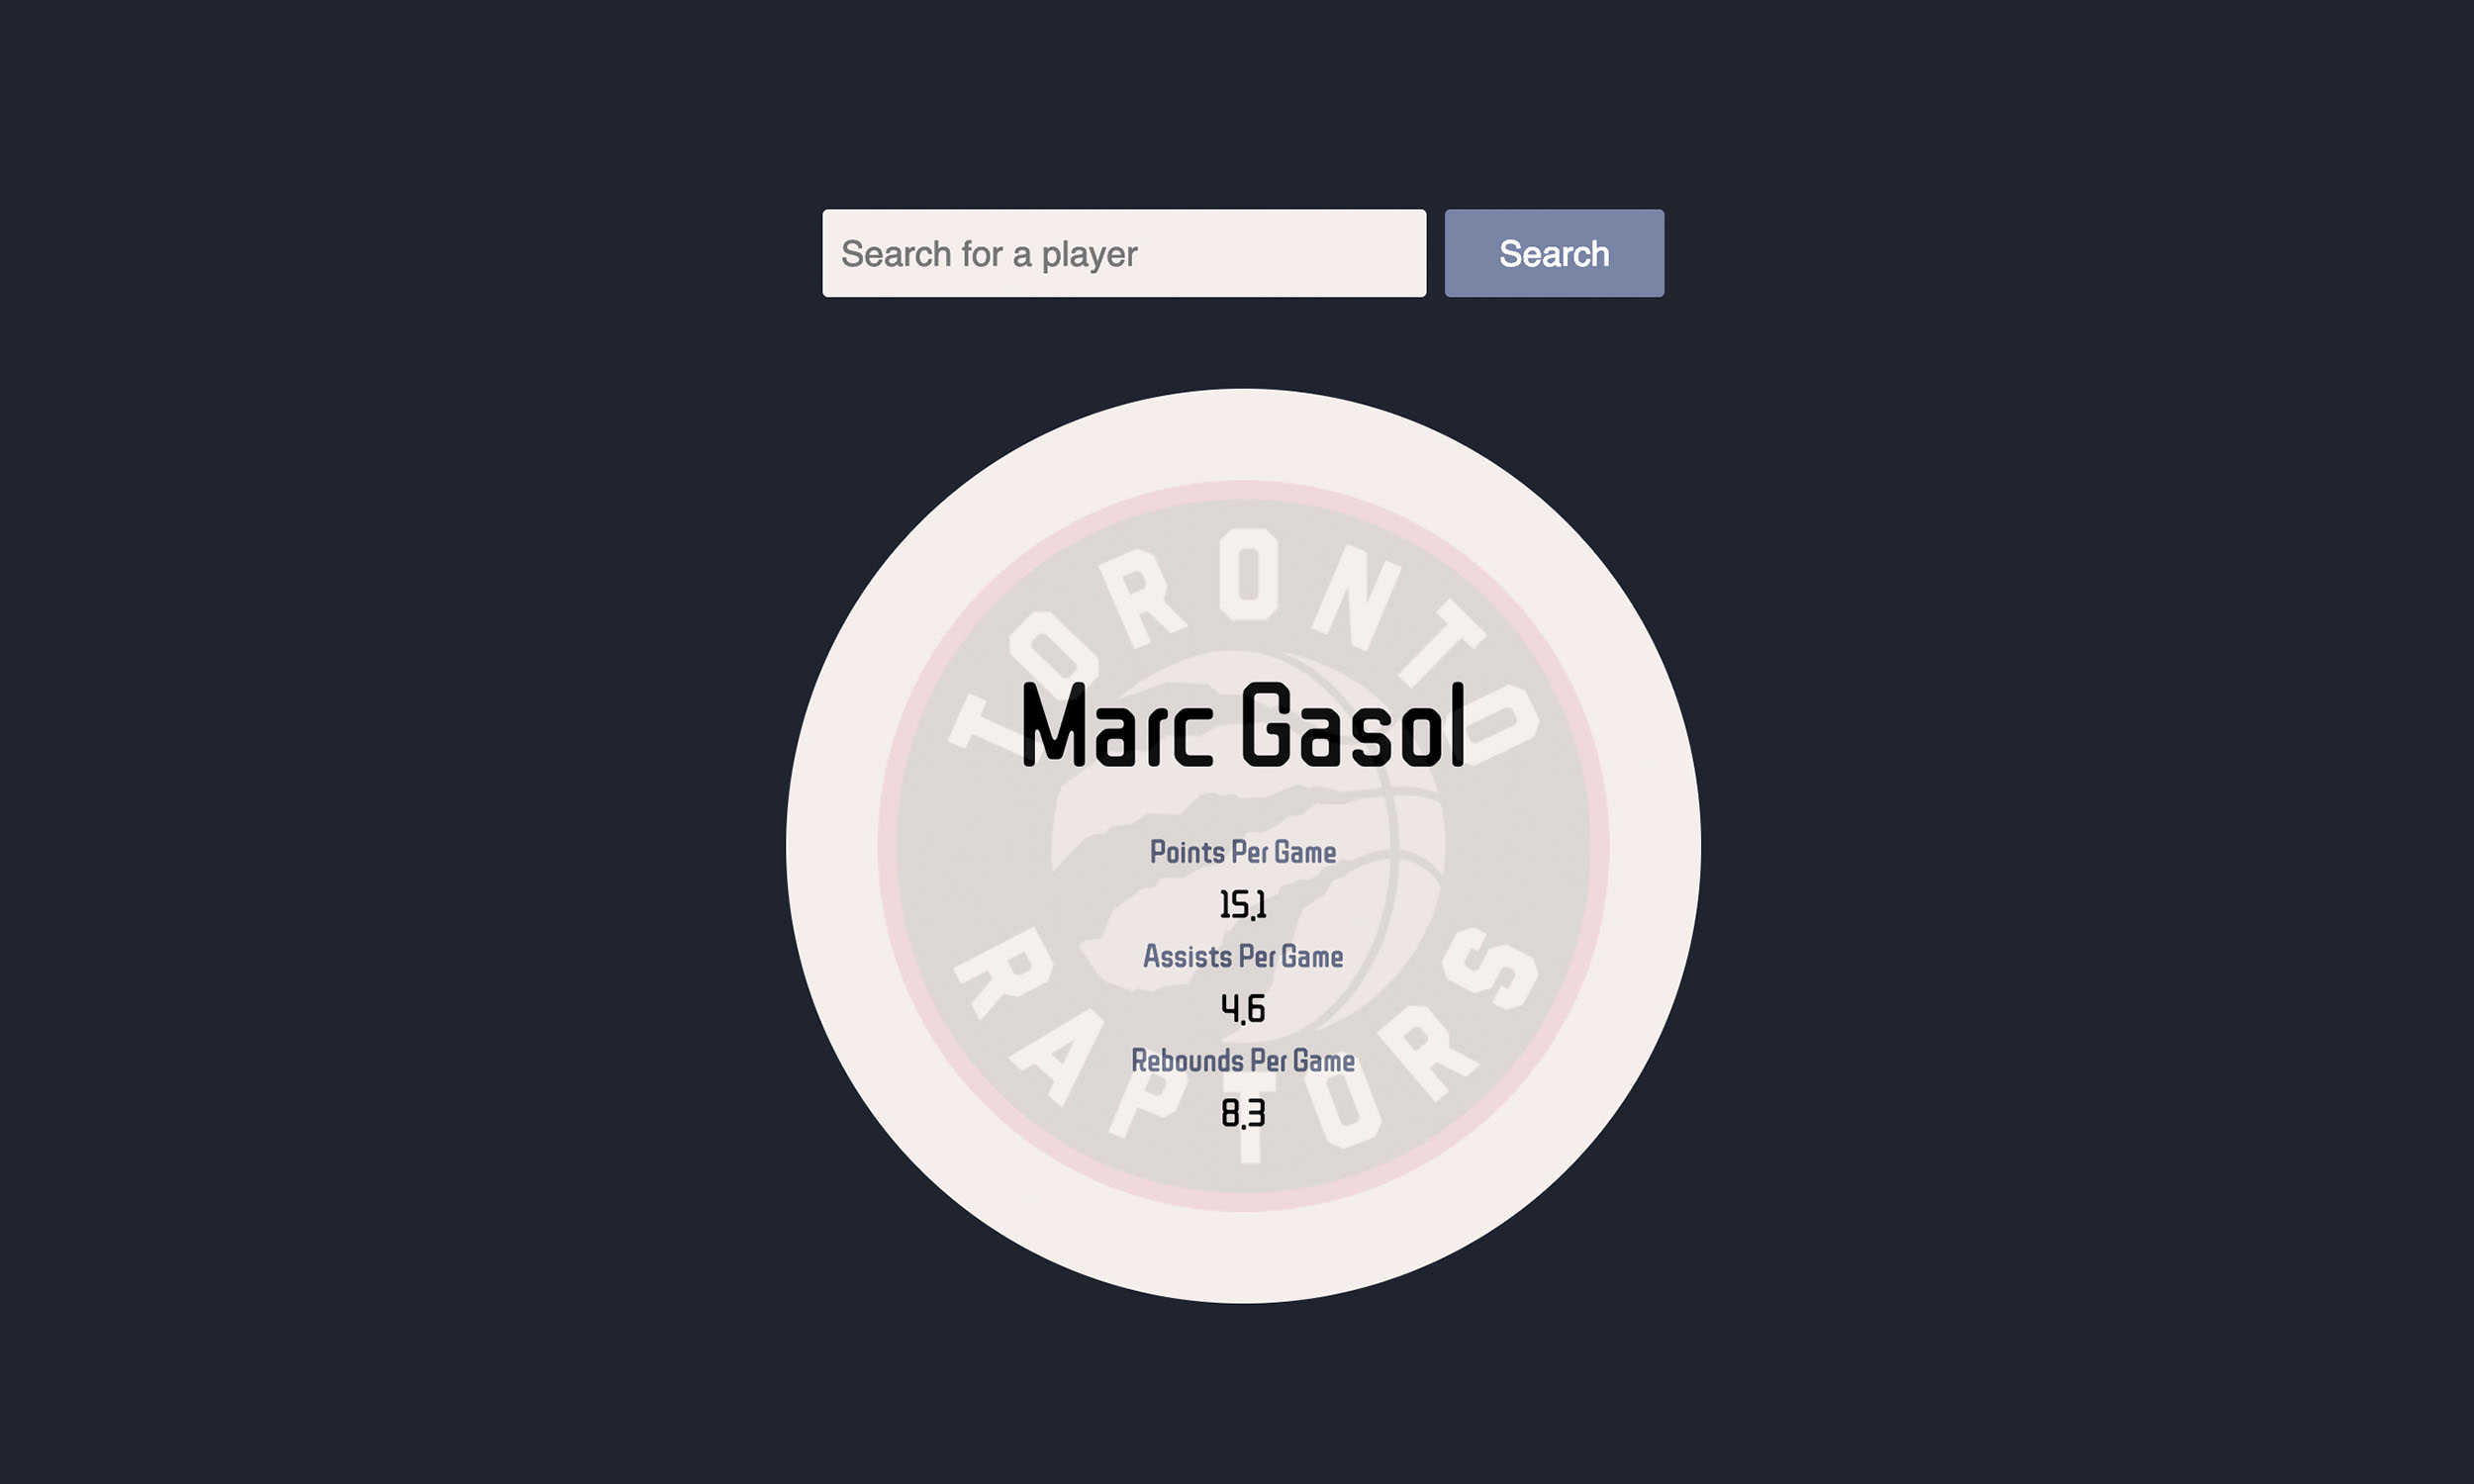 Search for a player
Search
TORONTO
Marc Gasol
Points Per Game
15.1
Assists Per Game
4.6
Rebounds Per Game
8.3
RAPTORS